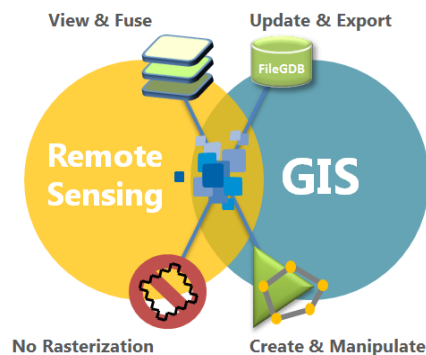 View & Fuse
Update & Export
FileGDB
Remote
Sensing
GIS
No Rasterization
Create & Manipulate